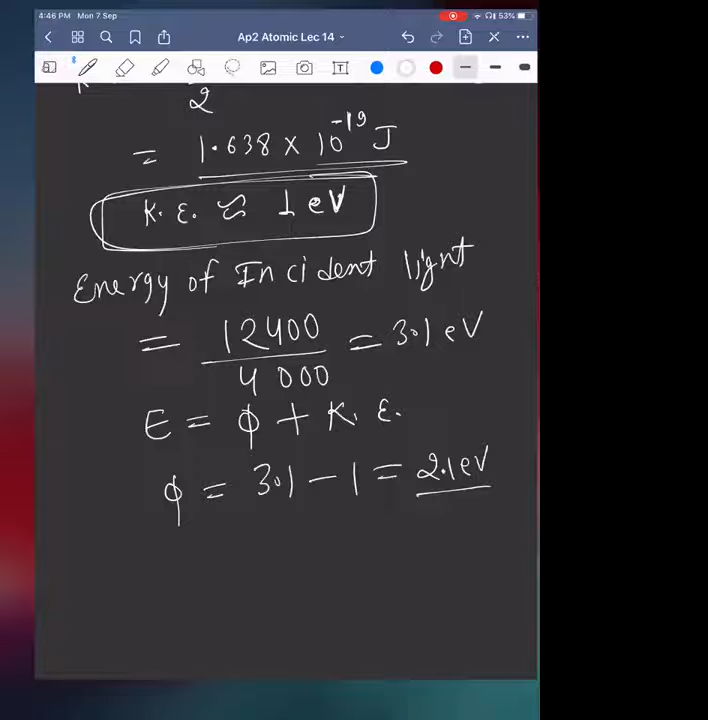 4:46 PM Mon 7 Sep
53%
Ap2 Atomic Lec 14
2
= 1.638 × 10⁻¹⁹ J
K. E. ≈ 1 eV
Energy of Incident light
= 12400 / 4000 = 3.1 eV
E = ϕ + K. E.
ϕ = 3.1 − 1 = 2.1 eV